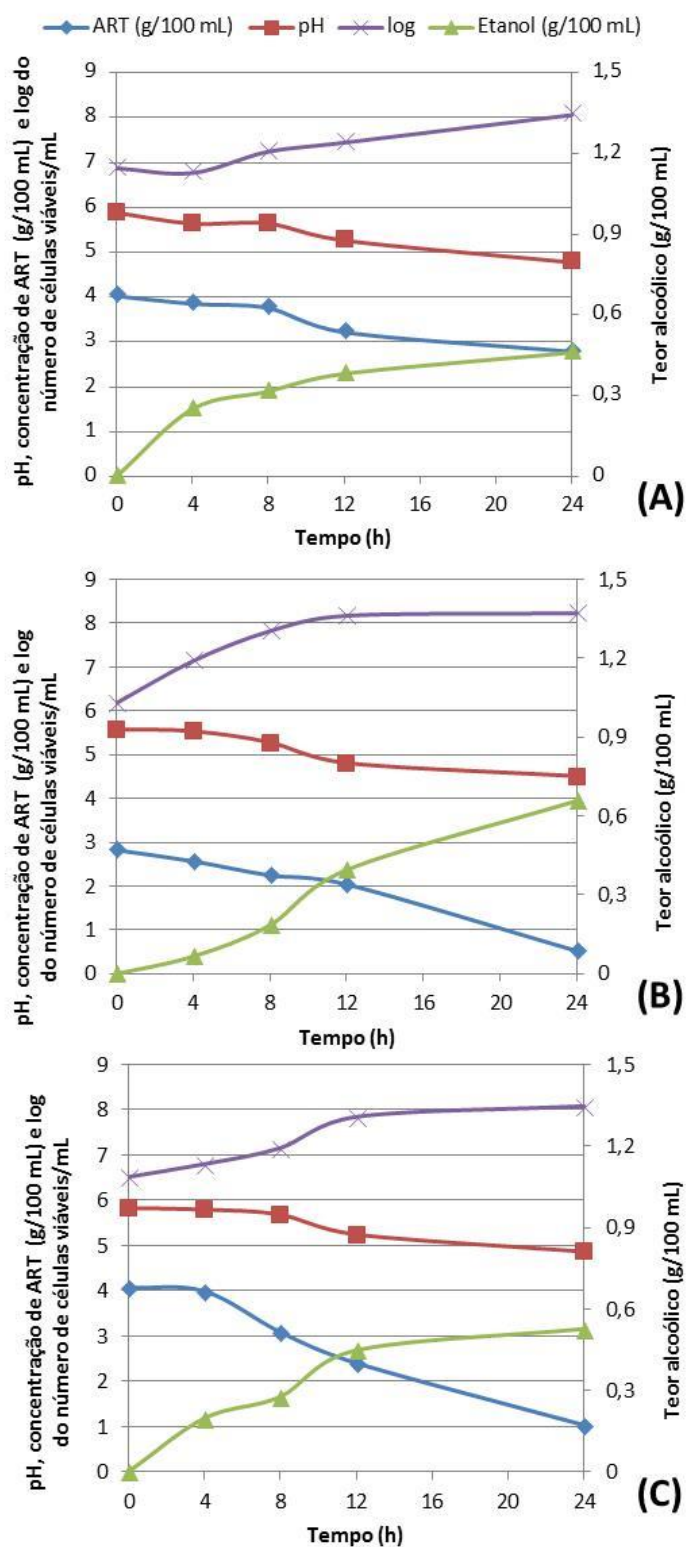 ART (g/100 mL) pH log Etanol (g/100 mL)
pH, concentração de ART (g/100 mL) e log do
número de células viáveis/mL
9
8
7
6
5
4
3
2
1
0
1,5
1,2
0,9
0,6
0,3
0
Teor alcoólico (g/100 mL)
0 4 8 12 16 20 24
Tempo (h)
(A)
pH, concentração de ART (g/100 mL) e log
do número de células viáveis/mL
9
8
7
6
5
4
3
2
1
0
1,5
1,2
0,9
0,6
0,3
0
Teor alcoólico (g/100 mL)
0 4 8 12 16 20 24
Tempo (h)
(B)
pH, concentração de ART (g/100 mL) e log
do número de células viáveis/mL
9
8
7
6
5
4
3
2
1
0
1,5
1,2
0,9
0,6
0,3
0
Teor alcoólico (g/100 mL)
0 4 8 12 16 20 24
Tempo (h)
(C)